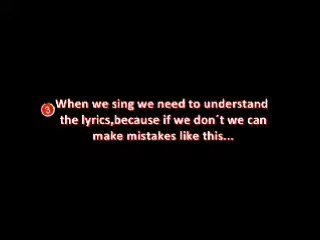 ③ When we sing we need to understand
the lyrics,because if we don´t we can
make mistakes like this...